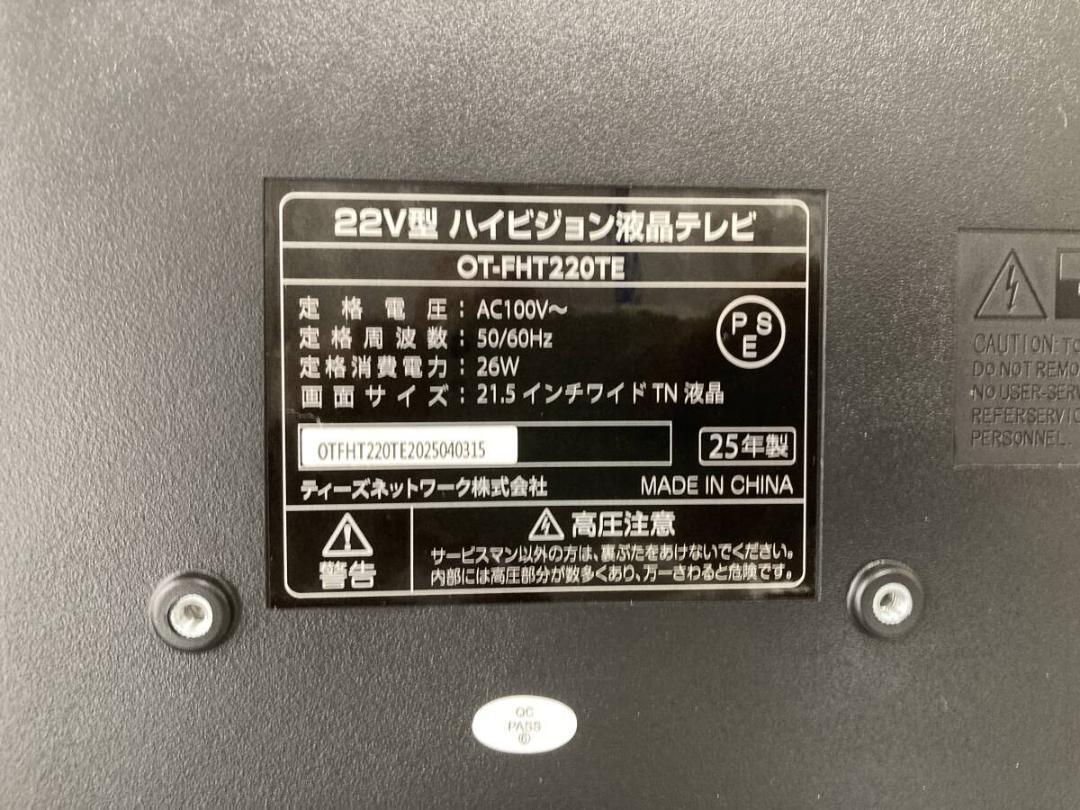 22V型 ハイビジョン液晶テレビ
OT-FHT220TE
定格電圧：AC100V～
定格周波数：50/60Hz
定格消費電力：26W
画面サイズ：21.5 インチワイド TN 液晶
P S
E
OTFHT220TE2025040315
25年製
ティーズネットワーク株式会社
MADE IN CHINA
警告
高圧注意
サービスマン以外の方は、裏ぶたをあけないでください。
内部には高圧部分が数多くあり、万一さわると危険です。
CAUTION: TO
DO NOT REMO
NO USER-SER
REFERSERVIC
PERSONNEL.
QC
PASS
⑥